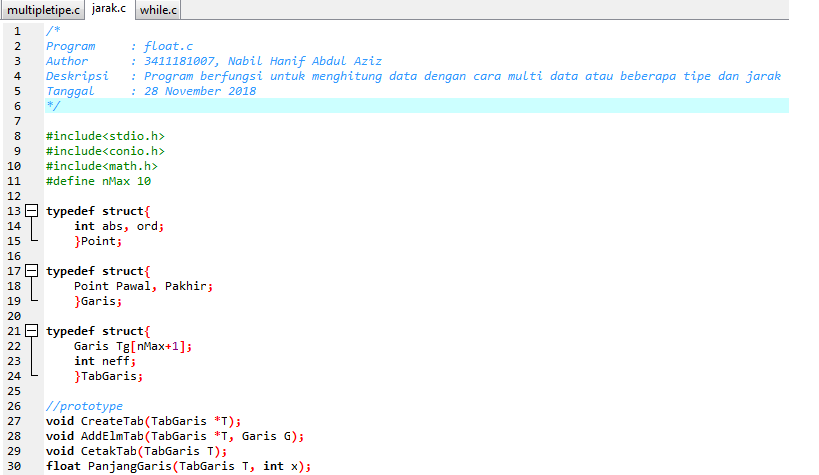 multipletipe.c jarak.c while.c
1 /*
2 Program : float.c
3 Author : 3411181007, Nabil Hanif Abdul Aziz
4 Deskripsi : Program berfungsi untuk menghitung data dengan cara multi data atau beberapa tipe dan jarak
5 Tanggal : 28 November 2018
6 */
7
8 #include<stdio.h>
9 #include<conio.h>
10 #include<math.h>
11 #define nMax 10
12
13 typedef struct{
14 int abs, ord;
15 }Point;
16
17 typedef struct{
18 Point Pawal, Pakhir;
19 }Garis;
20
21 typedef struct{
22 Garis Tg[nMax+1];
23 int neff;
24 }TabGaris;
25
26 //prototype
27 void CreateTab(TabGaris *T);
28 void AddElmTab(TabGaris *T, Garis G);
29 void CetakTab(TabGaris T);
30 float PanjangGaris(TabGaris T, int x);